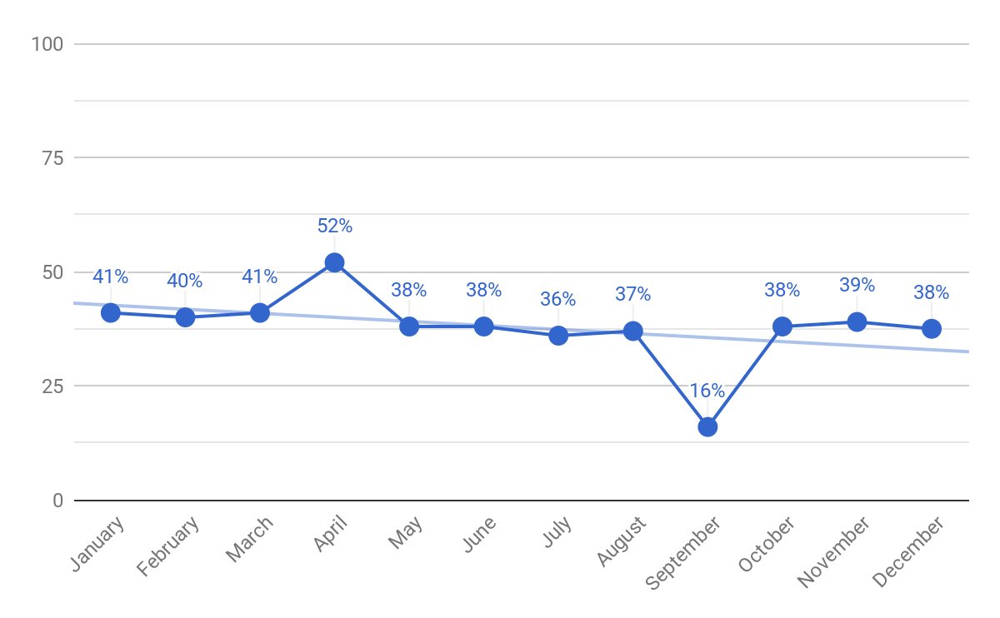 100
75
50
25
0
41%
40%
41%
52%
38%
38%
36%
37%
16%
38%
39%
38%
January
February
March
April
May
June
July
August
September
October
November
December